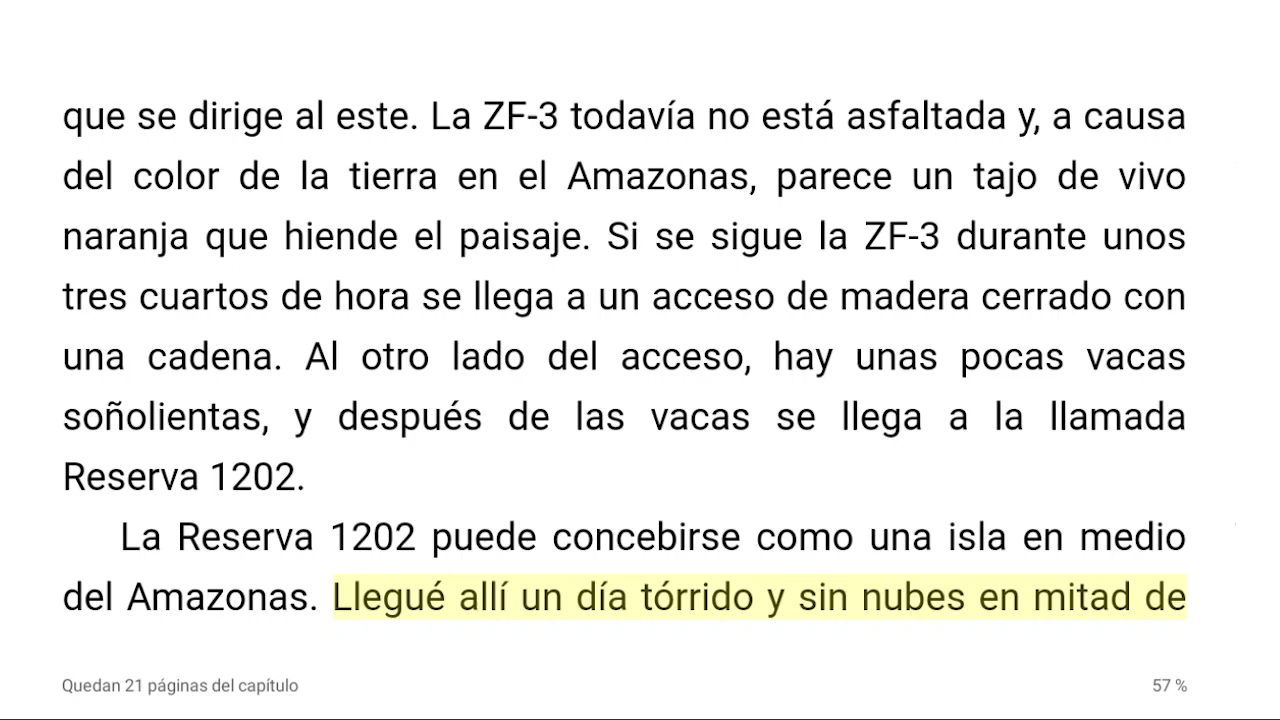 que se dirige al este. La ZF-3 todavía no está asfaltada y, a causa
del color de la tierra en el Amazonas, parece un tajo de vivo
naranja que hiende el paisaje. Si se sigue la ZF-3 durante unos
tres cuartos de hora se llega a un acceso de madera cerrado con
una cadena. Al otro lado del acceso, hay unas pocas vacas
soñolientas, y después de las vacas se llega a la llamada
Reserva 1202.
La Reserva 1202 puede concebirse como una isla en medio
del Amazonas. Llegué allí un día tórrido y sin nubes en mitad de
Quedan 21 páginas del capítulo
57 %